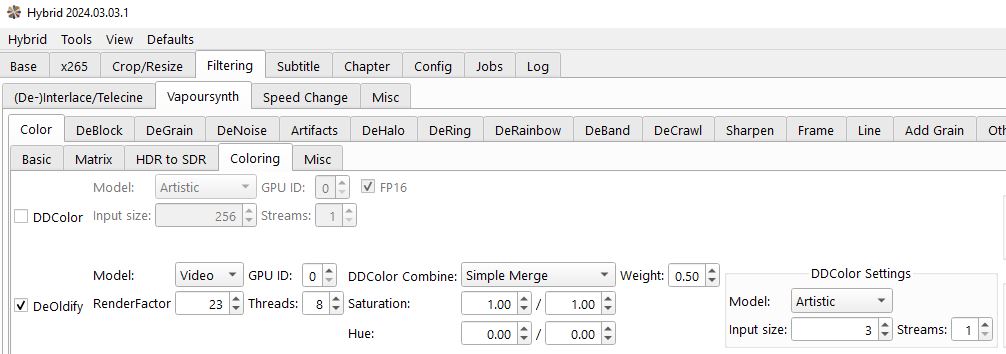 Hybrid 2024.03.03.1
Hybrid Tools View Defaults
Base x265 Crop/Resize Filtering Subtitle Chapter Config Jobs Log
(De-)Interlace/Telecine Vapoursynth Speed Change Misc
Color DeBlock DeGrain DeNoise Artifacts DeHalo DeRing DeRainbow DeBand DeCrawl Sharpen Frame Line Add Grain Oth
Basic Matrix HDR to SDR Coloring Misc
Model: Artistic GPU ID: 0 FP16
DDColor Input size: 256 Streams: 1
Model: Video GPU ID: 0 DDColor Combine: Simple Merge Weight: 0.50 DDColor Settings
DeOldify RenderFactor 23 Threads: 8 Saturation: 1.00 / 1.00 Model: Artistic
Hue: 0.00 / 0.00 Input size: 3 Streams: 1